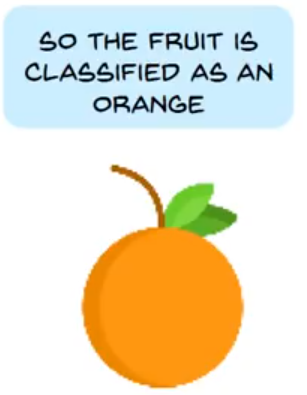 SO THE FRUIT IS
CLASSIFIED AS AN
ORANGE